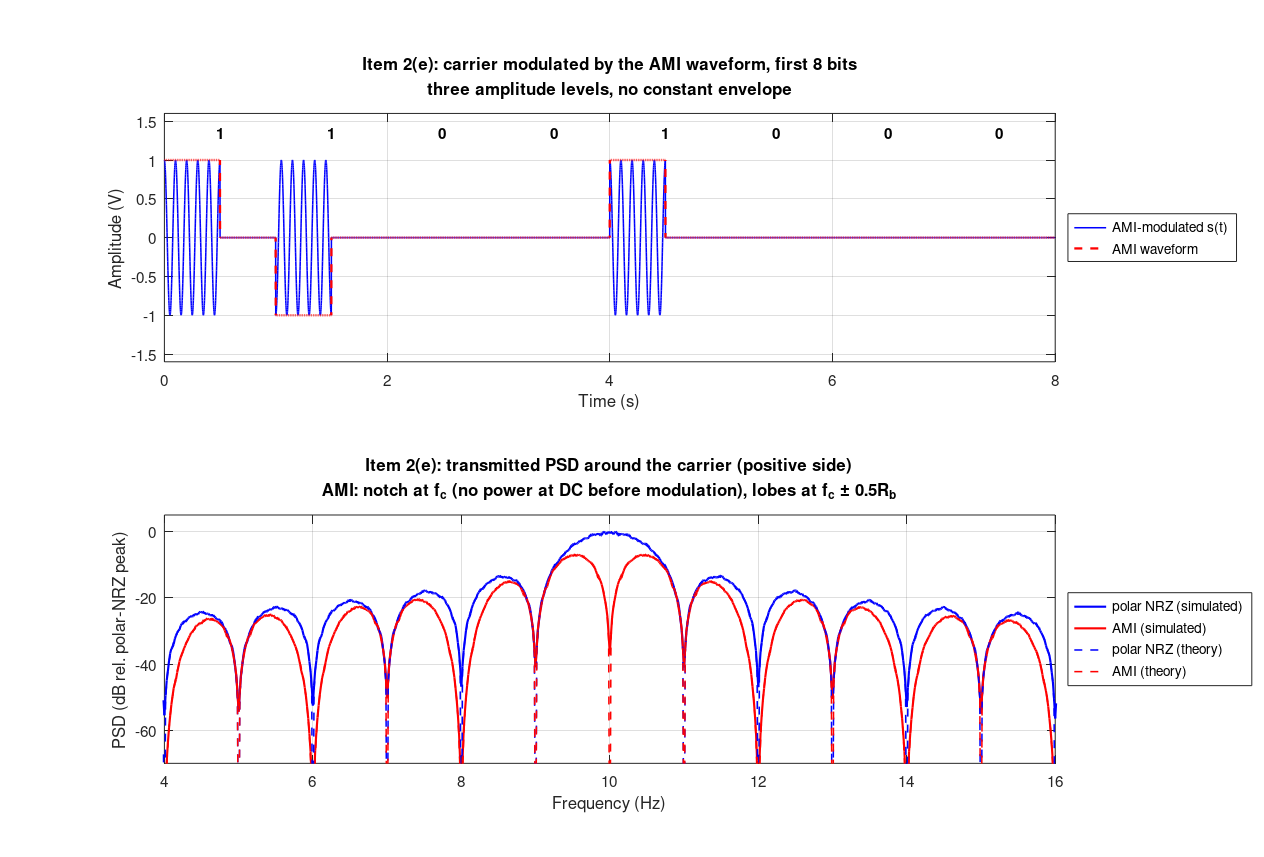 Item 2(e): carrier modulated by the AMI waveform, first 8 bits
three amplitude levels, no constant envelope
1 1 0 0 1 0 0 0
1.5
1
0.5
0
-0.5
-1
-1.5
Amplitude (V)
0 2 4 6 8
Time (s)
AMI-modulated s(t)
AMI waveform
Item 2(e): transmitted PSD around the carrier (positive side)
AMI: notch at fc (no power at DC before modulation), lobes at fc ± 0.5Rb
0
-20
-40
-60
PSD (dB rel. polar-NRZ peak)
4 6 8 10 12 14 16
Frequency (Hz)
polar NRZ (simulated)
AMI (simulated)
polar NRZ (theory)
AMI (theory)